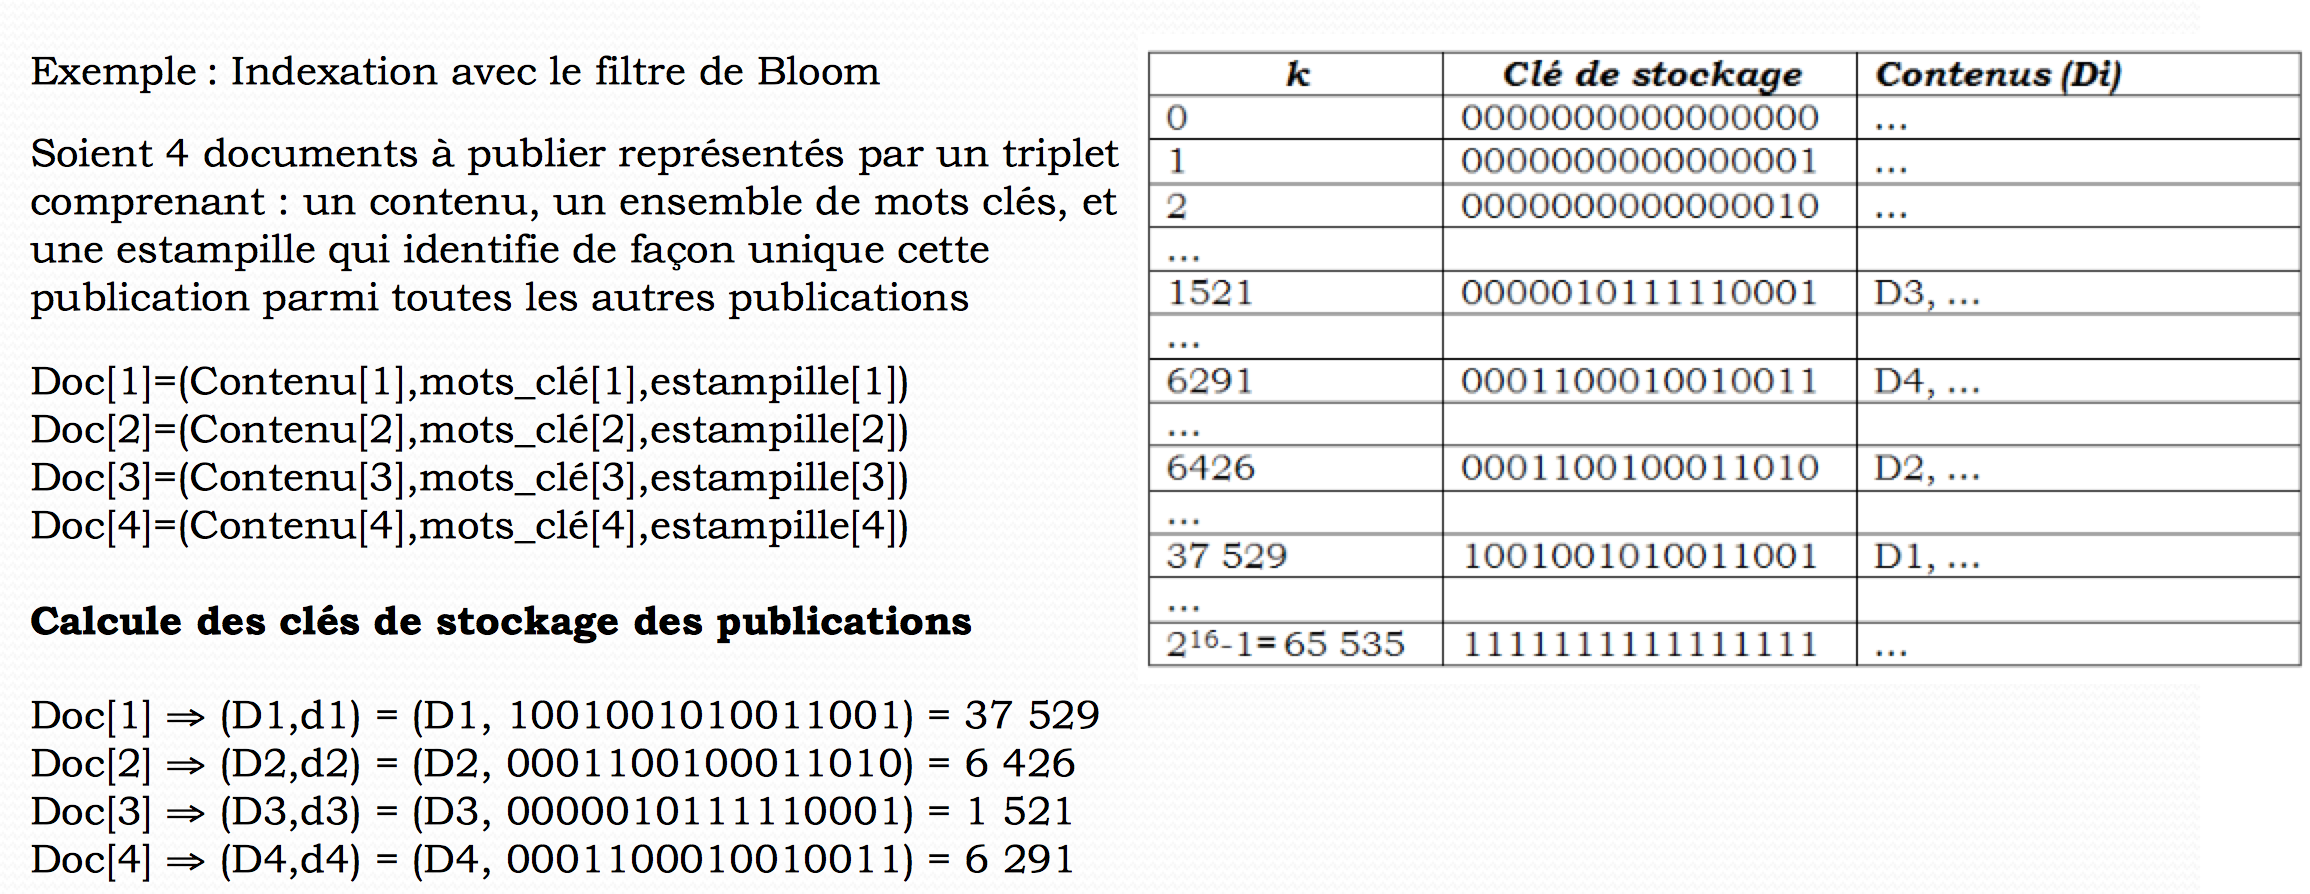 Exemple : Indexation avec le filtre de Bloom
Soient 4 documents à publier représentés par un triplet
comprenant : un contenu, un ensemble de mots clés, et
une estampille qui identifie de façon unique cette
publication parmi toutes les autres publications
Doc[1]=(Contenu[1],mots_clé[1],estampille[1])
Doc[2]=(Contenu[2],mots_clé[2],estampille[2])
Doc[3]=(Contenu[3],mots_clé[3],estampille[3])
Doc[4]=(Contenu[4],mots_clé[4],estampille[4])
Calcule des clés de stockage des publications
Doc[1] ⇒ (D1,d1) = (D1, 1001001010011001) = 37 529
Doc[2] ⇒ (D2,d2) = (D2, 0001100100011010) = 6 426
Doc[3] ⇒ (D3,d3) = (D3, 0000010111110001) = 1 521
Doc[4] ⇒ (D4,d4) = (D4, 0001100010010011) = 6 291
k Clé de stockage Contenus (Di)
0 0000000000000000 ...
1 0000000000000001 ...
2 0000000000000010 ...
...
1521 0000010111110001 D3, ...
...
6291 0001100010010011 D4, ...
...
6426 0001100100011010 D2, ...
...
37 529 1001001010011001 D1, ...
...
2¹⁶-1= 65 535 1111111111111111 ...